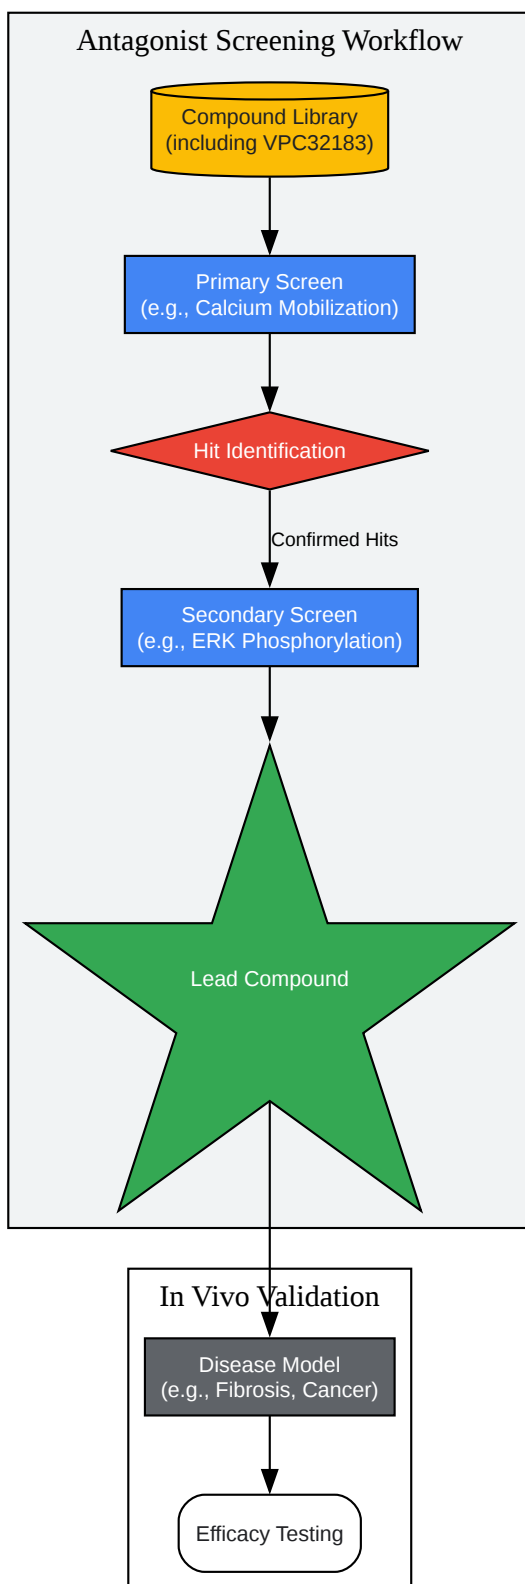 Antagonist Screening Workflow
Compound Library
(including VPC32183)
Primary Screen
(e.g., Calcium Mobilization)
Hit Identification
Confirmed Hits
Secondary Screen
(e.g., ERK Phosphorylation)
Lead Compound
In Vivo Validation
Disease Model
(e.g., Fibrosis, Cancer)
Efficacy Testing